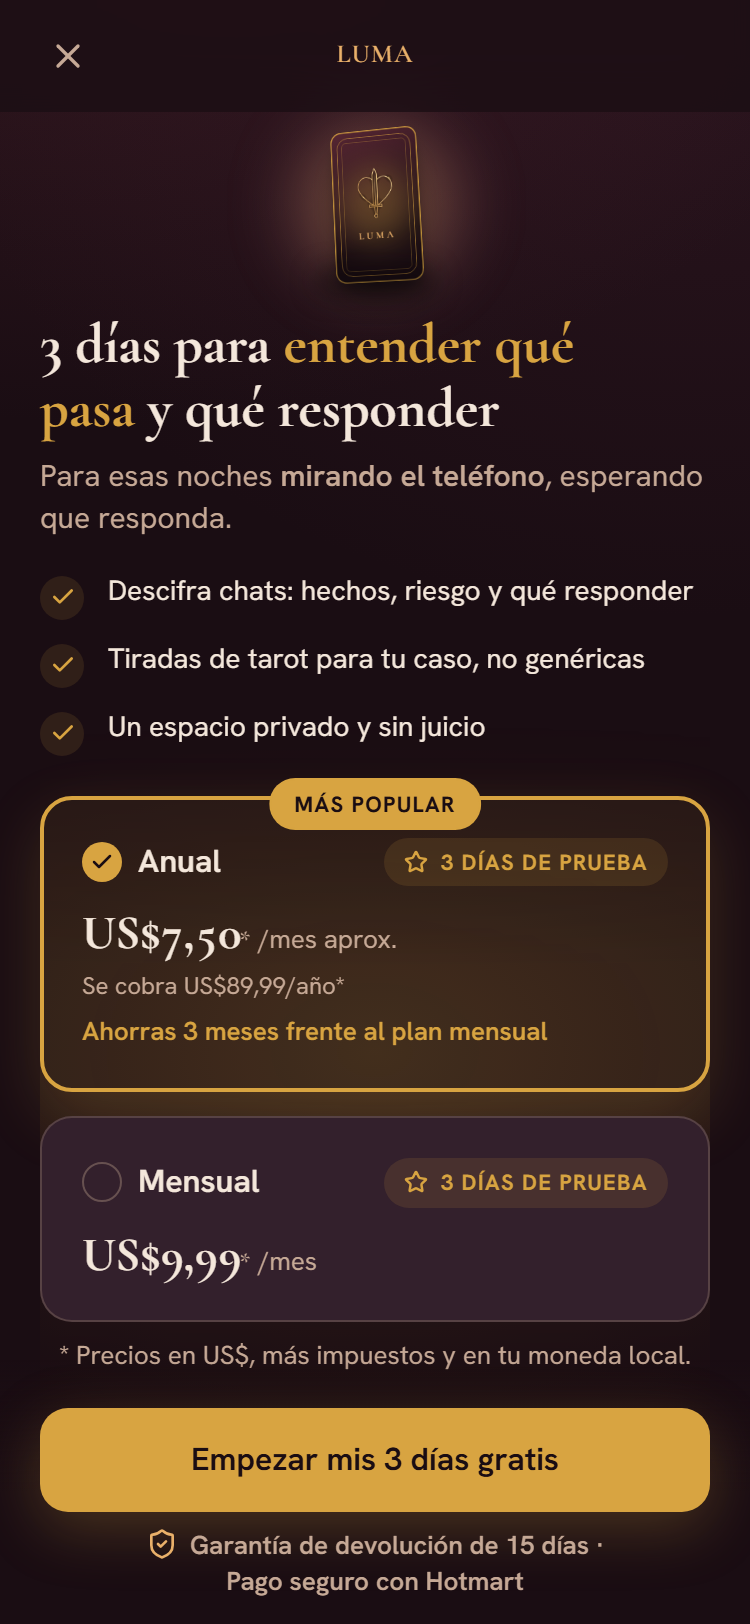 LUMA
LUMA
3 días para entender qué
pasa y qué responder
Para esas noches mirando el teléfono, esperando
que responda.
Descifra chats: hechos, riesgo y qué responder
Tiradas de tarot para tu caso, no genéricas
Un espacio privado y sin juicio
MÁS POPULAR
Anual
3 DÍAS DE PRUEBA
US$7,50* /mes aprox.
Se cobra US$89,99/año*
Ahorras 3 meses frente al plan mensual
Mensual
3 DÍAS DE PRUEBA
US$9,99* /mes
* Precios en US$, más impuestos y en tu moneda local.
Empezar mis 3 días gratis
Garantía de devolución de 15 días ·
Pago seguro con Hotmart